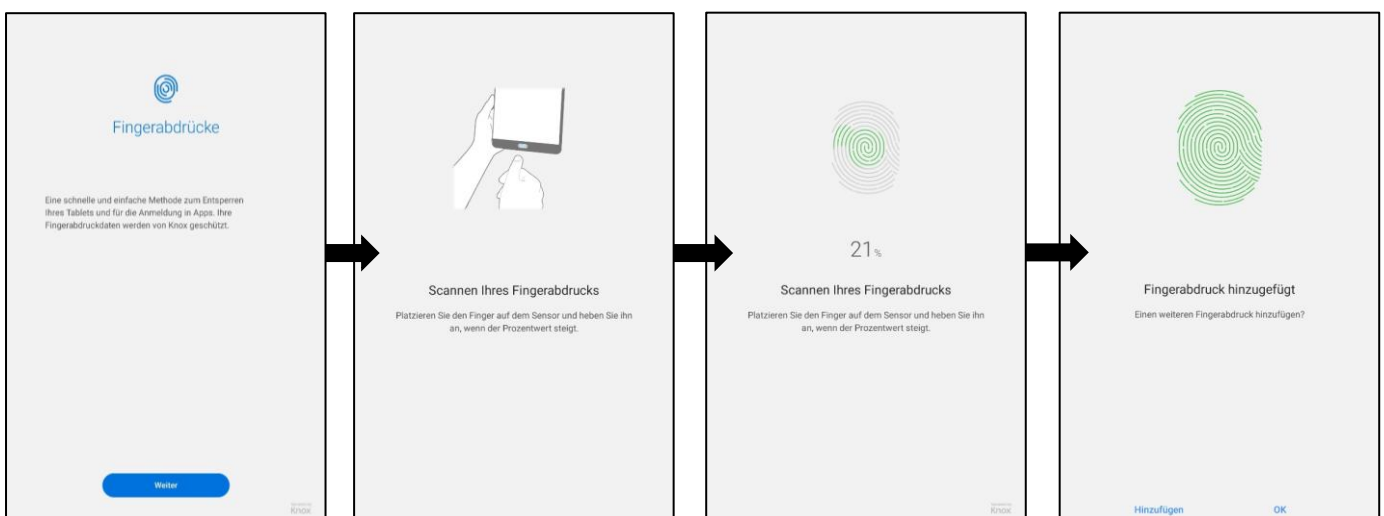 Fingerabdrücke
Eine schnelle und einfache Methode zum Entsperren
Ihres Tablets und für die Anmeldung in Apps. Ihre
Fingerabdruckdaten werden von Knox geschützt.
Weiter
Knox
Scannen Ihres Fingerabdrucks
Platzieren Sie den Finger auf dem Sensor und heben Sie ihn
an, wenn der Prozentwert steigt.
21%
Scannen Ihres Fingerabdrucks
Platzieren Sie den Finger auf dem Sensor und heben Sie ihn
an, wenn der Prozentwert steigt.
Knox
Fingerabdruck hinzugefügt
Einen weiteren Fingerabdruck hinzufügen?
Hinzufügen
OK